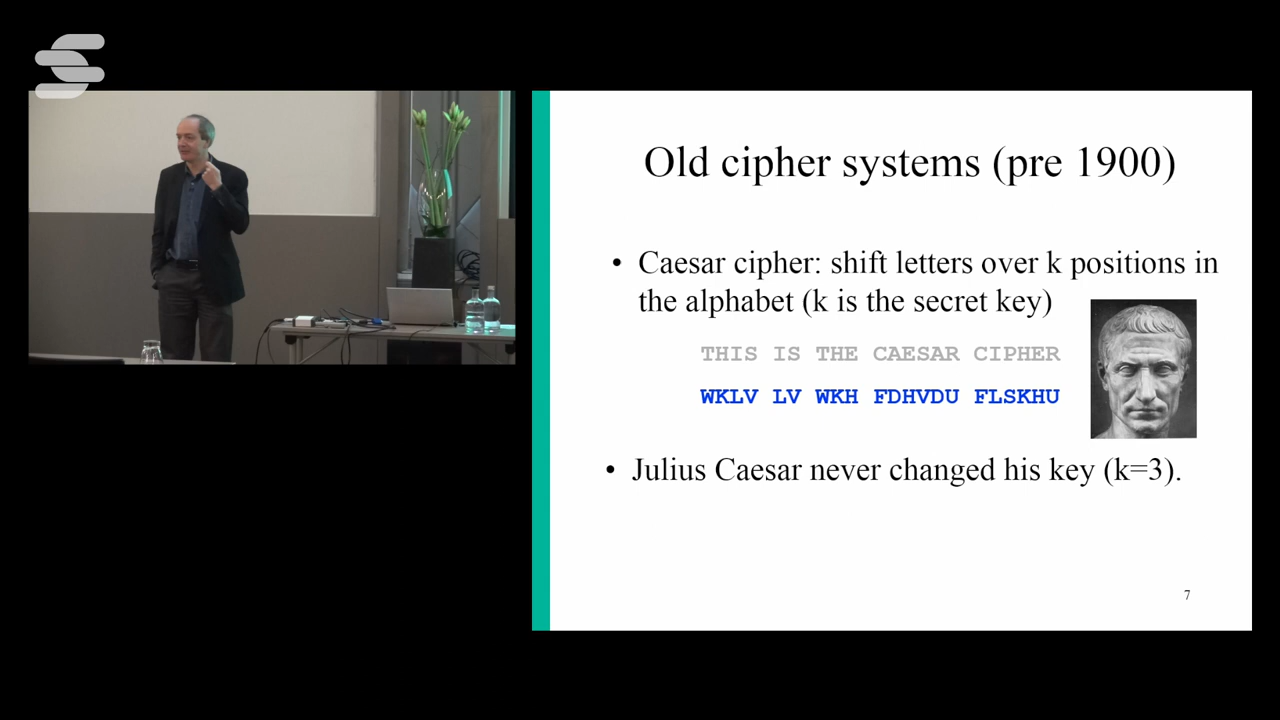 Old cipher systems (pre 1900)
• Caesar cipher: shift letters over k positions in
the alphabet (k is the secret key)
THIS IS THE CAESAR CIPHER
WKLV LV WKH FDHVDU FLSKHU
• Julius Caesar never changed his key (k=3).
7